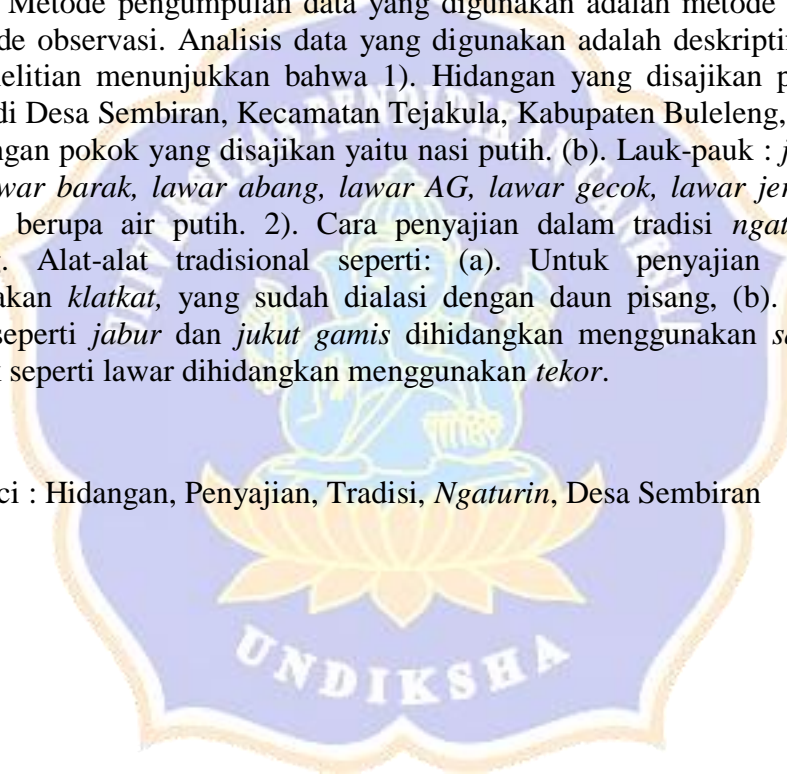 Metode pengumpulan data yang digunakan adalah metode
de observasi. Analisis data yang digunakan adalah deskriptif
nelitian menunjukkan bahwa 1). Hidangan yang disajikan p
di Desa Sembiran, Kecamatan Tejakula, Kabupaten Buleleng,
ngan pokok yang disajikan yaitu nasi putih. (b). Lauk-pauk : j
war barak, lawar abang, lawar AG, lawar gecok, lawar jer
berupa air putih. 2). Cara penyajian dalam tradisi ngat
g. Alat-alat tradisional seperti: (a). Untuk penyajian
akan klatkat, yang sudah dialasi dengan daun pisang, (b).
seperti jabur dan jukut gamis dihidangkan menggunakan s
k seperti lawar dihidangkan menggunakan tekor.
ci : Hidangan, Penyajian, Tradisi, Ngaturin, Desa Sembiran
UNDIKSHA